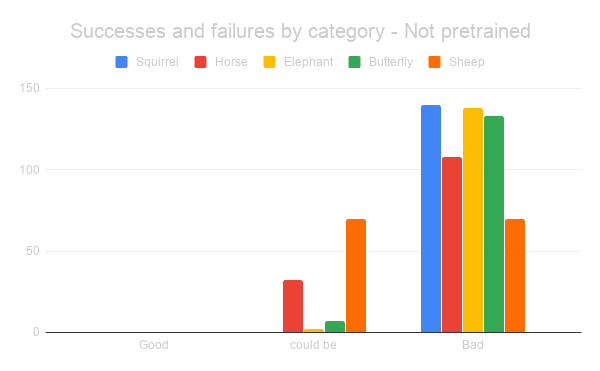 Successes and failures by category - Not pretrained
Squirrel Horse Elephant Butterfly Sheep
150
100
50
0
Good could be Bad